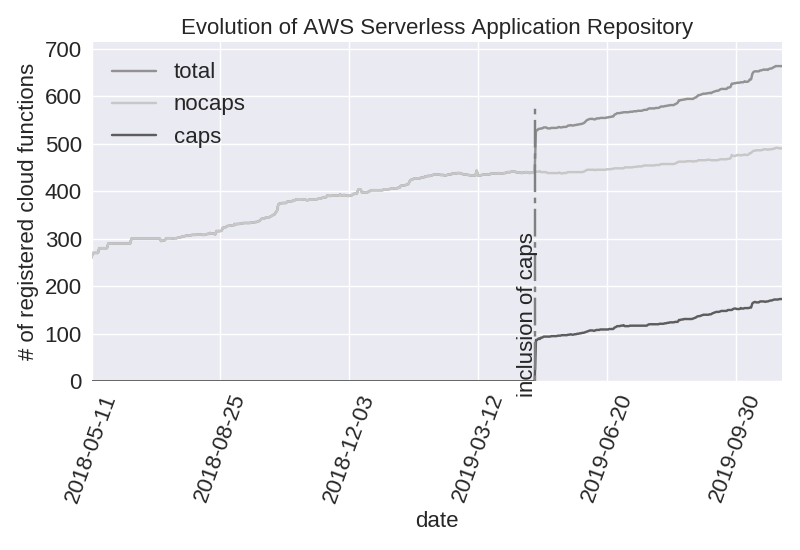 Evolution of AWS Serverless Application Repository
# of registered cloud functions
700
600
500
400
300
200
100
0
total
nocaps
caps
inclusion of caps
2018-05-11
2018-08-25
2018-12-03
2019-03-12
2019-06-20
2019-09-30
date